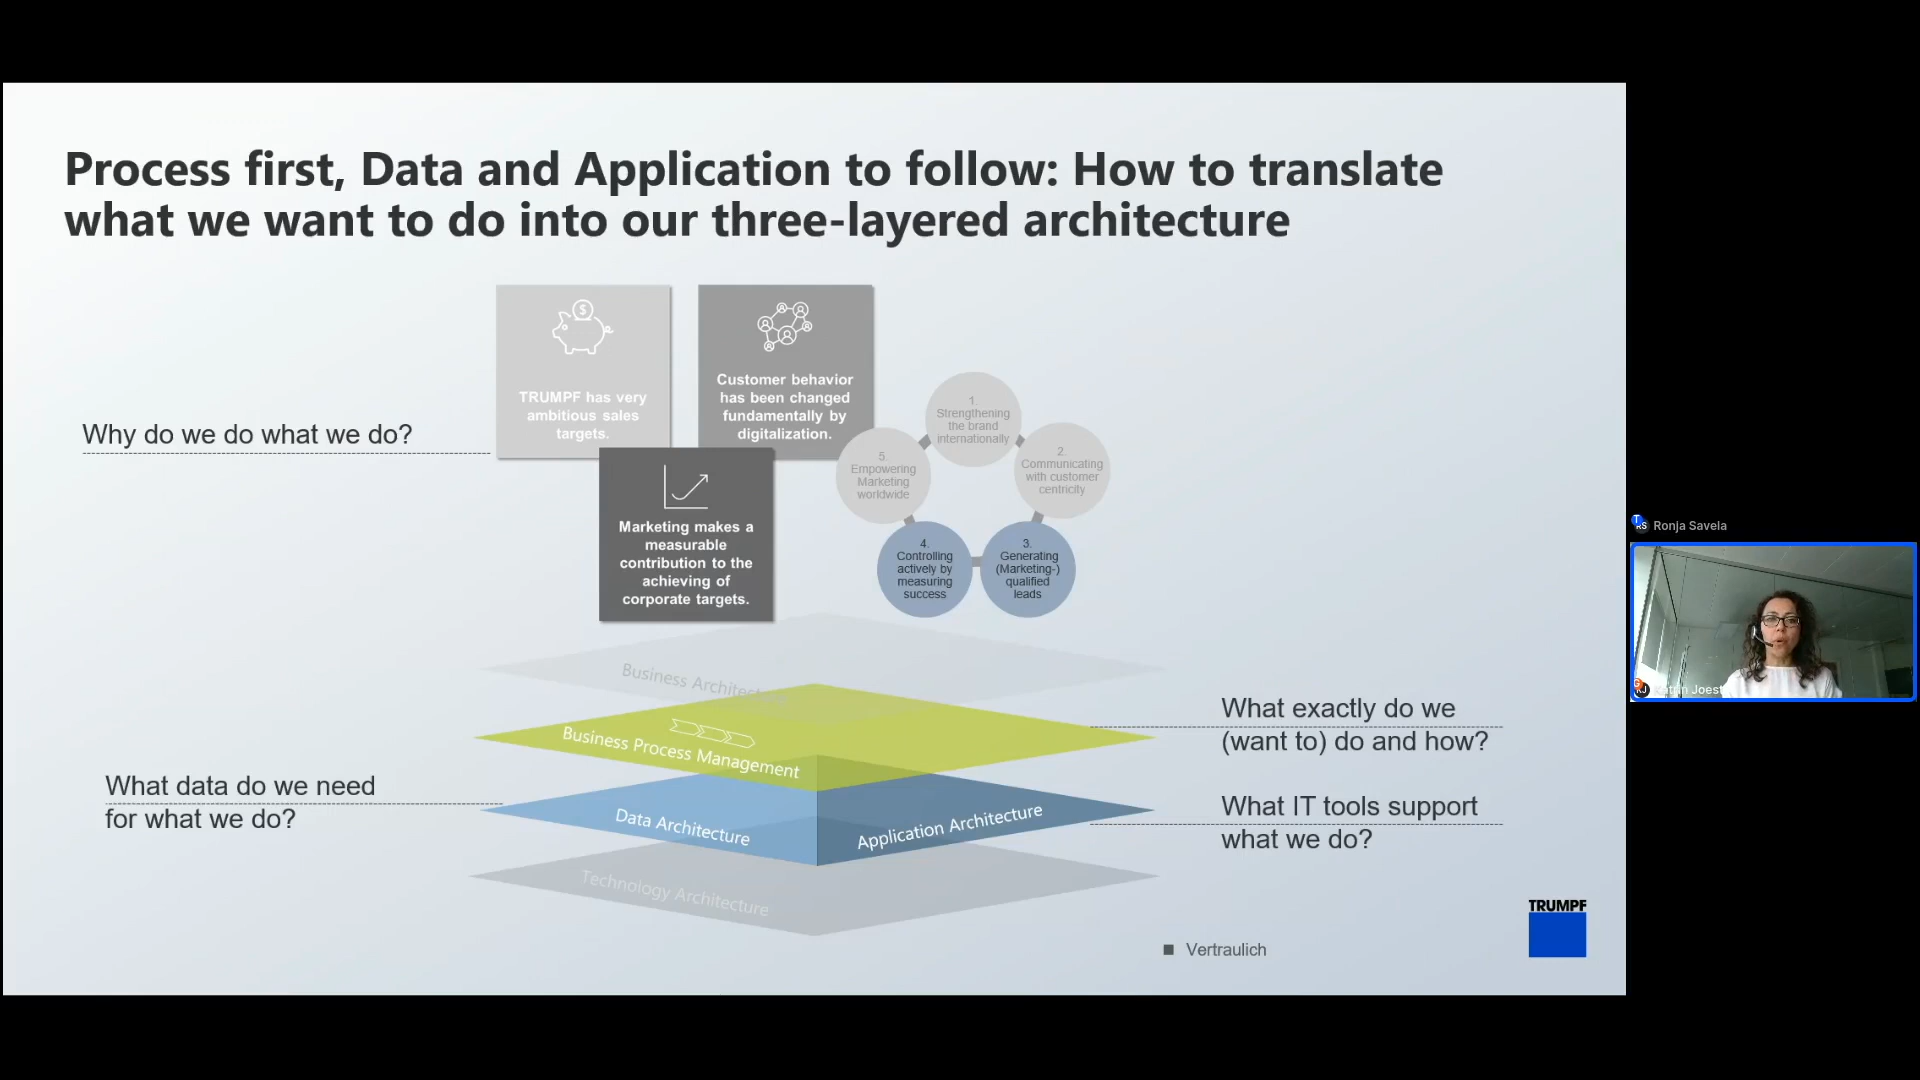 Process first, Data and Application to follow: How to translate
what we want to do into our three-layered architecture
Why do we do what we do?
$
TRUMPF has very
ambitious sales
targets.
Customer behavior
has been changed
fundamentally by
digitalization.
Marketing makes a
measurable
contribution to the
achieving of
corporate targets.
1.
Strengthening
the brand
internationally
2.
Communicating
with customer
centricity
3.
Generating
(Marketing-)
qualified
leads
4.
Controlling
actively by
measuring
success
5.
Empowering
Marketing
worldwide
Business
Business Process Management
Data Architecture
Application Architecture
Technology Architecture
What data do we need
for what we do?
What exactly do we
(want to) do and how?
What IT tools support
what we do?
Vertraulich
TRUMPF
Ronja Savela
Joest